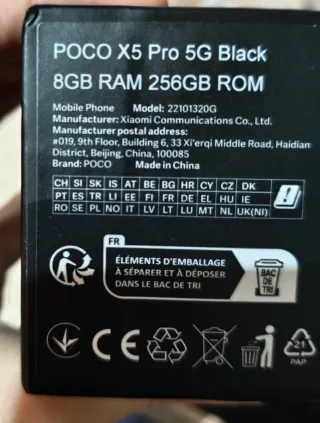 POCO X5 Pro 5G Black
8GB RAM 256GB ROM
Mobile Phone Model: 22101320G
Manufacturer: Xiaomi Communications Co., Ltd.
Manufacturer postal address:
#019, 9th Floor, Building 6, 33 Xi'erqi Middle Road, Haidian
District, Beijing, China, 100085
Brand: POCO Made in China
CH SI SK IS AT BE BG HR CY CZ DK
PT ES TR LI EE FI FR DE EL HU IE
RO SE PL NO IT LV LT LU MT NL UK(NI)
FR
ÉLÉMENTS D'EMBALLAGE
À SÉPARER ET À DÉPOSER
DANS LE BAC DE TRI
BAC
DE
TRI
CE
21
PAP